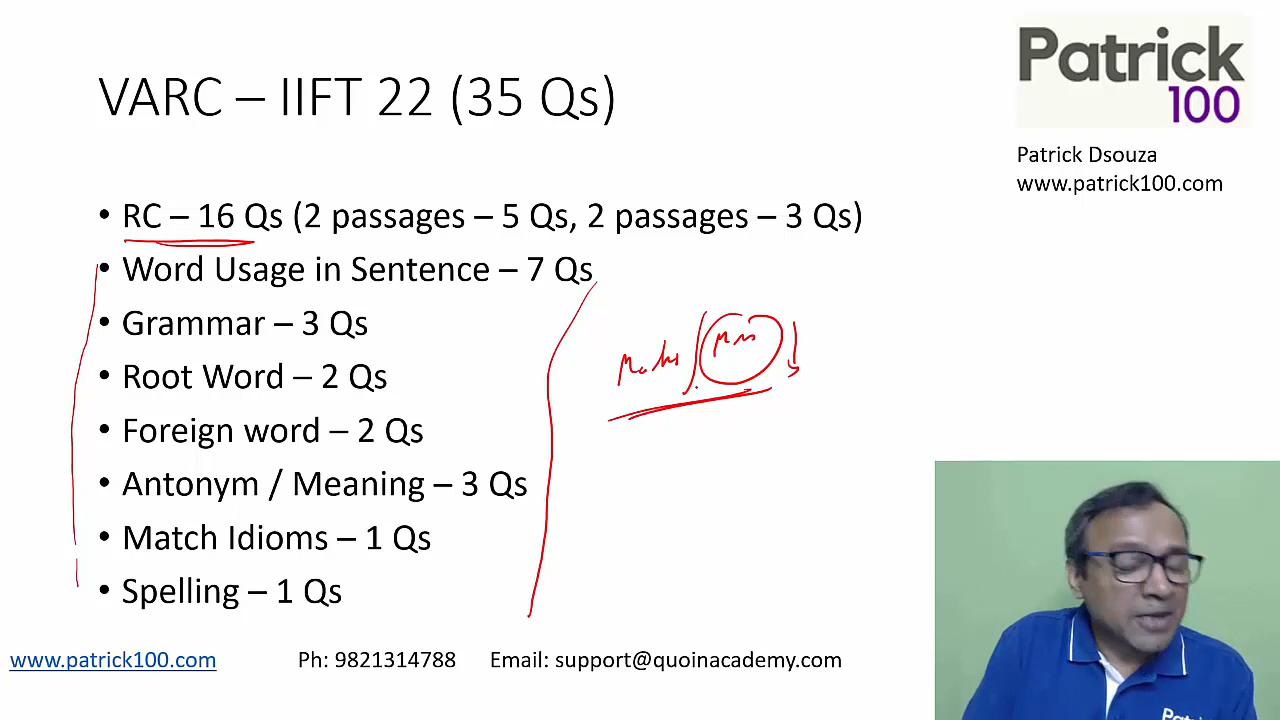 VARC – IIFT 22 (35 Qs)
Patrick
100
Patrick Dsouza
www.patrick100.com
• RC – 16 Qs (2 passages – 5 Qs, 2 passages – 3 Qs)
• Word Usage in Sentence – 7 Qs
• Grammar – 3 Qs
• Root Word – 2 Qs
• Foreign word – 2 Qs
• Antonym / Meaning – 3 Qs
• Match Idioms – 1 Qs
• Spelling – 1 Qs
www.patrick100.com Ph: 9821314788 Email: support@quoinacademy.com